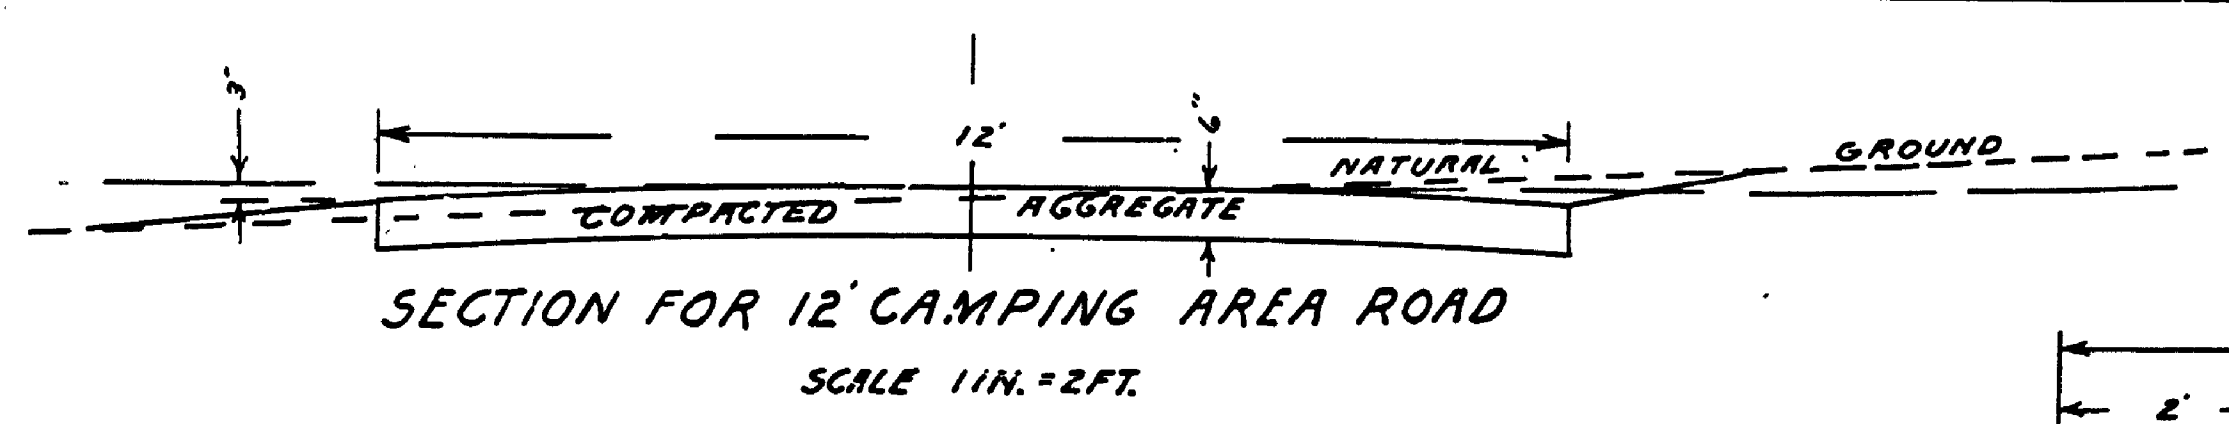 3"
6"
12'
NATURAL
GROUND
COMPACTED AGGREGATE
SECTION FOR 12' CAMPING AREA ROAD
SCALE 1 IN. = 2 FT.
2'